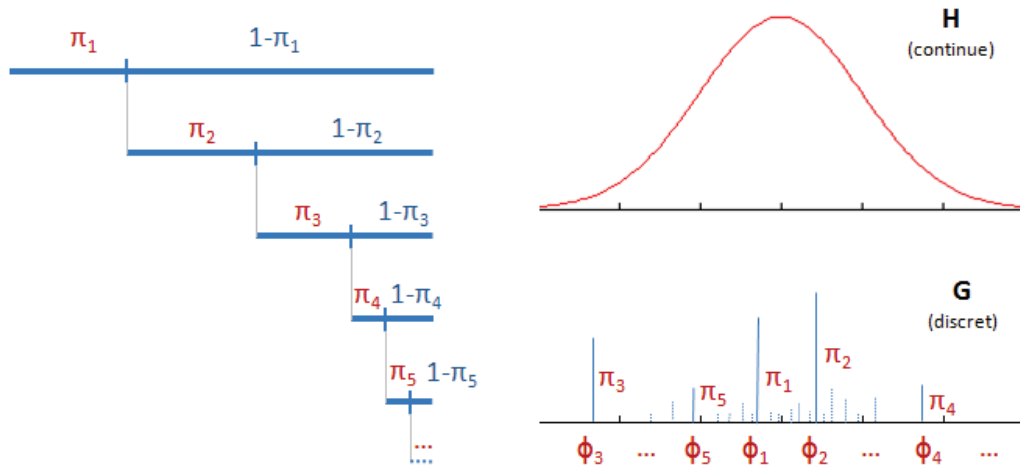 π₁ 1-π₁
π₂ 1-π₂
π₃ 1-π₃
π₄ 1-π₄
π₅ 1-π₅
...
H
(continue)
G
(discret)
π₃ π₅ π₁ π₂ π₄
ϕ₃ ... ϕ₅ ϕ₁ ϕ₂ ... ϕ₄ ...